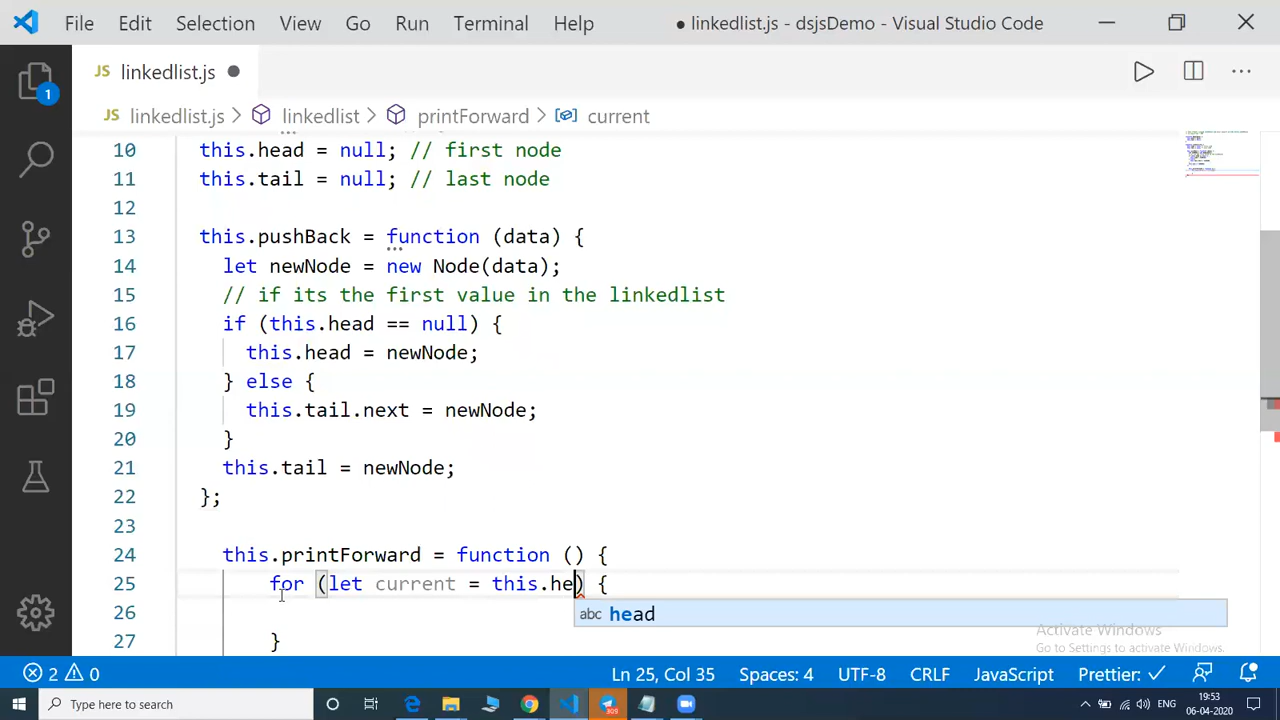 File Edit Selection View Go Run Terminal Help ● linkedlist.js - dsjsDemo - Visual Studio Code
JS linkedlist.js ●
JS linkedlist.js > linkedlist > printForward > current
10 this.head = null; // first node
11 this.tail = null; // last node
12
13 this.pushBack = function (data) {
14 let newNode = new Node(data);
15 // if its the first value in the linkedlist
16 if (this.head == null) {
17 this.head = newNode;
18 } else {
19 this.tail.next = newNode;
20 }
21 this.tail = newNode;
22 };
23
24 this.printForward = function () {
25 for (let current = this.he) {
abc head
26
27 }
Activate Windows
Go to Settings to activate Windows.
1
2 0 Ln 25, Col 35 Spaces: 4 UTF-8 CRLF JavaScript Prettier: ✓
Type here to search ENG 19:53
06-04-2020